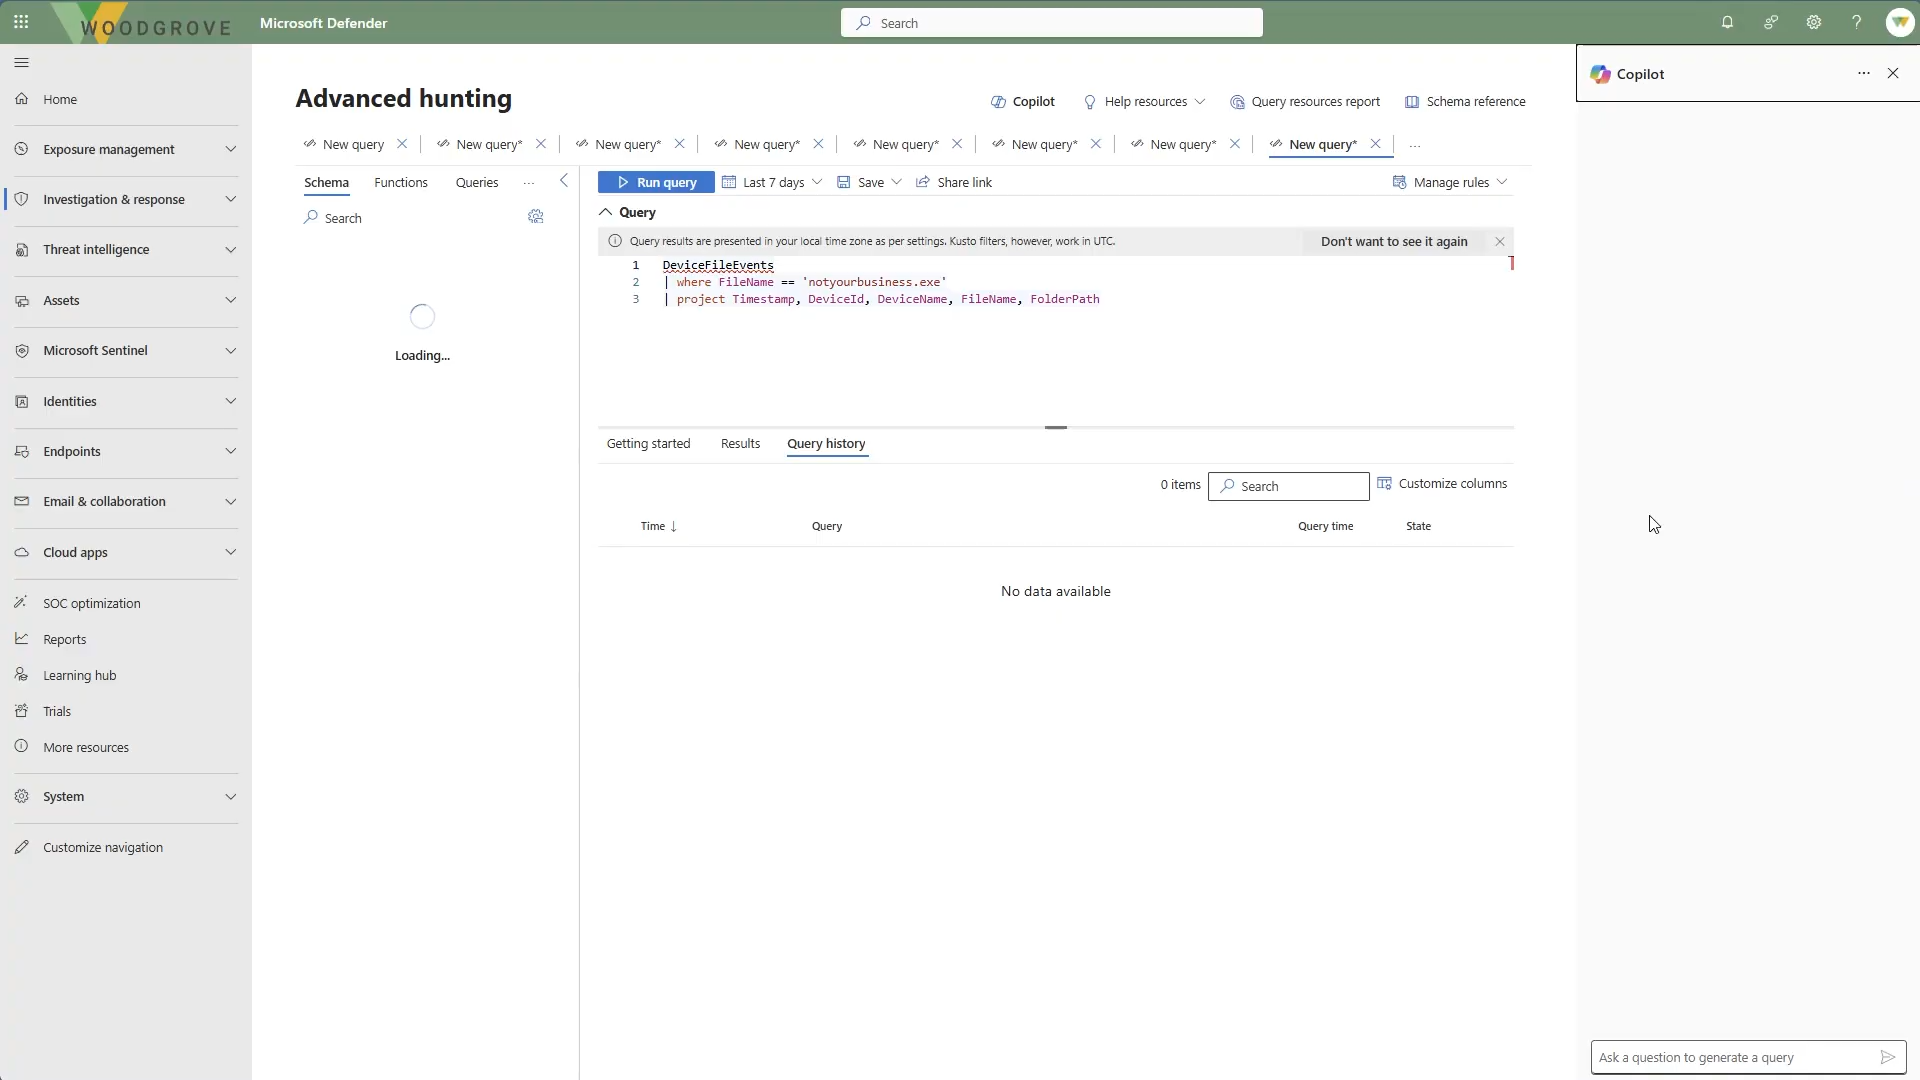 WOODGROVE
Microsoft Defender
Search
Copilot
Home
Exposure management
Investigation & response
Threat intelligence
Assets
Microsoft Sentinel
Identities
Endpoints
Email & collaboration
Cloud apps
SOC optimization
Reports
Learning hub
Trials
More resources
System
Customize navigation
Advanced hunting
Copilot
Help resources
Query resources report
Schema reference
New query
New query*
New query*
New query*
New query*
New query*
New query*
New query*
Schema
Functions
Queries
Search
Loading...
Run query
Last 7 days
Save
Share link
Manage rules
Query
Query results are presented in your local time zone as per settings. Kusto filters, however, work in UTC.
Don't want to see it again
1 DeviceFileEvents
2 | where FileName == 'notyourbusiness.exe'
3 | project Timestamp, DeviceId, DeviceName, FileName, FolderPath
Getting started
Results
Query history
0 items
Search
Customize columns
Time ↓
Query
Query time
State
No data available
Ask a question to generate a query